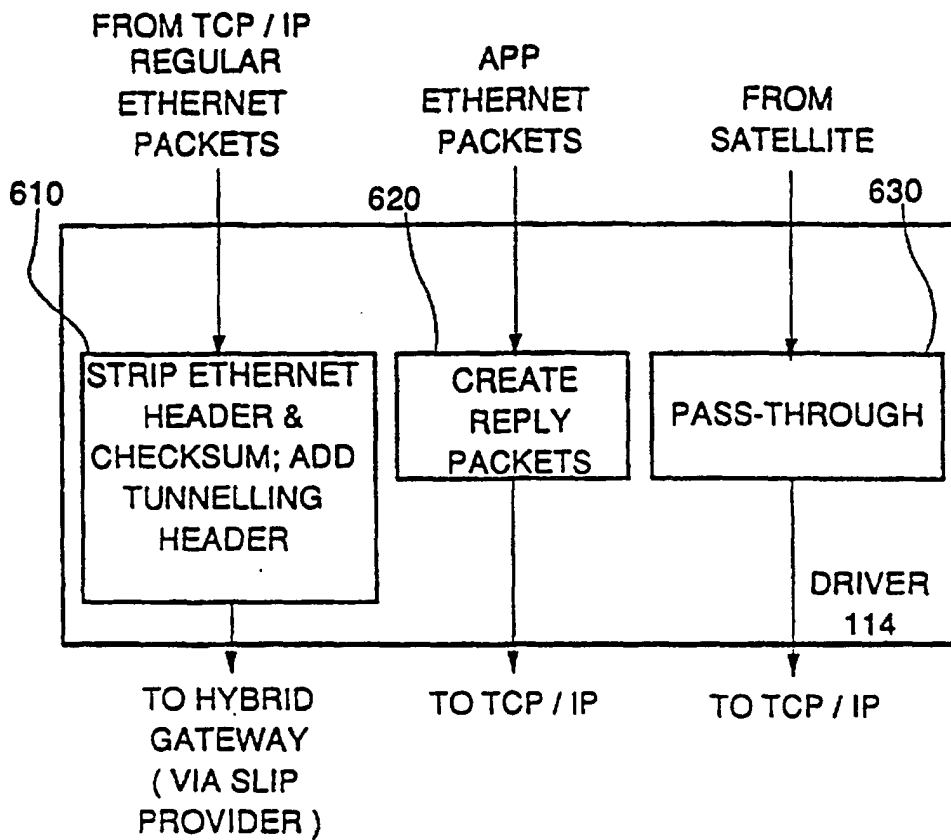 FROM TCP / IP
REGULAR
ETHERNET
PACKETS
APP
ETHERNET
PACKETS
FROM
SATELLITE
610
620
630
STRIP ETHERNET
HEADER &
CHECKSUM; ADD
TUNNELLING
HEADER
CREATE
REPLY
PACKETS
PASS-THROUGH
DRIVER
114
TO HYBRID
GATEWAY
( VIA SLIP
PROVIDER )
TO TCP / IP
TO TCP / IP